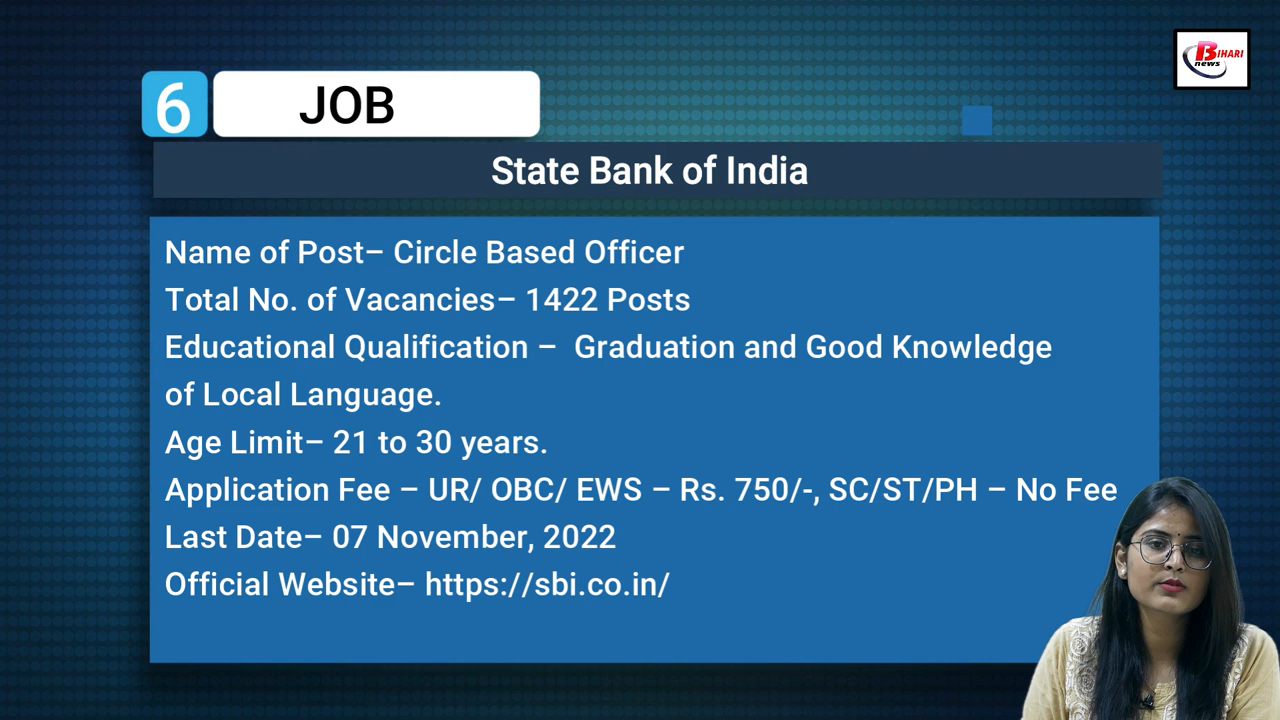 BIHARI
news
6 JOB
State Bank of India
Name of Post– Circle Based Officer
Total No. of Vacancies– 1422 Posts
Educational Qualification – Graduation and Good Knowledge
of Local Language.
Age Limit– 21 to 30 years.
Application Fee – UR/ OBC/ EWS – Rs. 750/-, SC/ST/PH – No Fee
Last Date– 07 November, 2022
Official Website– https://sbi.co.in/